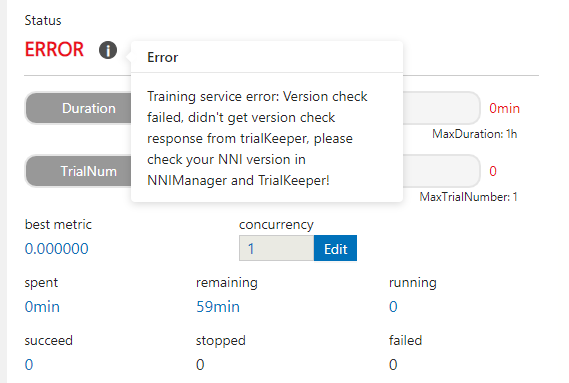 Status
ERROR
Error
Training service error: Version check
failed, didn't get version check
response from trialKeeper, please
check your NNI version in
NNIManager and TrialKeeper!
Duration
0min
MaxDuration: 1h
TrialNum
0
MaxTrialNumber: 1
best metric
0.000000
concurrency
1
Edit
spent
0min
remaining
59min
running
0
succeed
0
stopped
0
failed
0